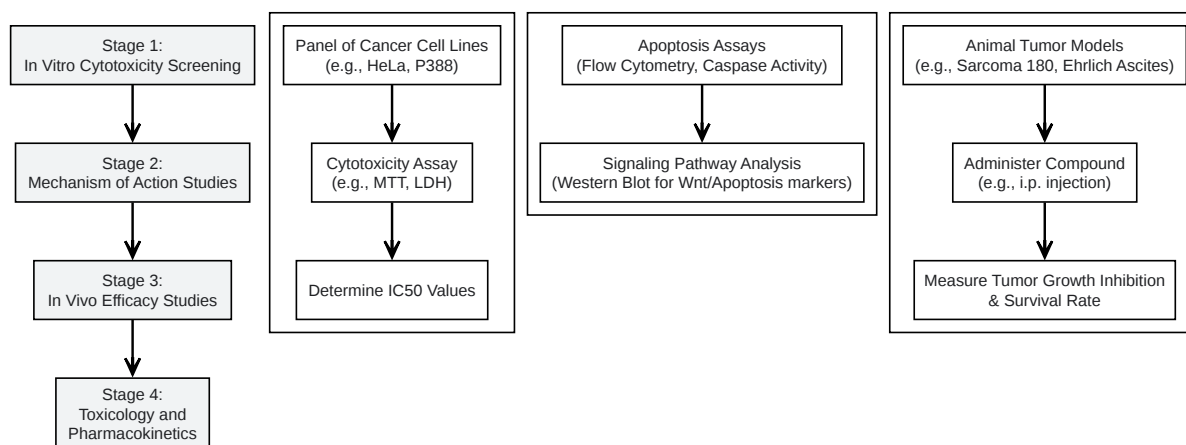 Stage 1:
In Vitro Cytotoxicity Screening
Stage 2:
Mechanism of Action Studies
Stage 3:
In Vivo Efficacy Studies
Stage 4:
Toxicology and
Pharmacokinetics
Panel of Cancer Cell Lines
(e.g., HeLa, P388)
Cytotoxicity Assay
(e.g., MTT, LDH)
Determine IC50 Values
Apoptosis Assays
(Flow Cytometry, Caspase Activity)
Signaling Pathway Analysis
(Western Blot for Wnt/Apoptosis markers)
Animal Tumor Models
(e.g., Sarcoma 180, Ehrlich Ascites)
Administer Compound
(e.g., i.p. injection)
Measure Tumor Growth Inhibition
& Survival Rate